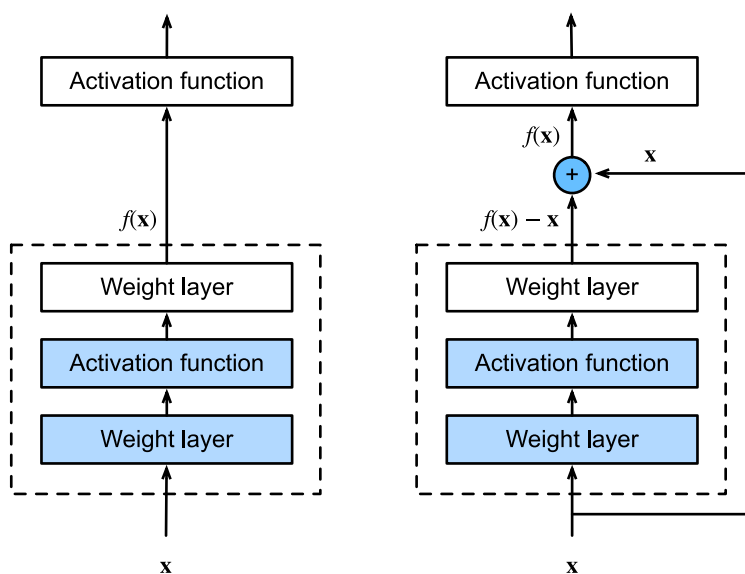 Activation function
f(x)
Weight layer
Activation function
Weight layer
x
Activation function
f(x)
+
x
f(x) − x
Weight layer
Activation function
Weight layer
x